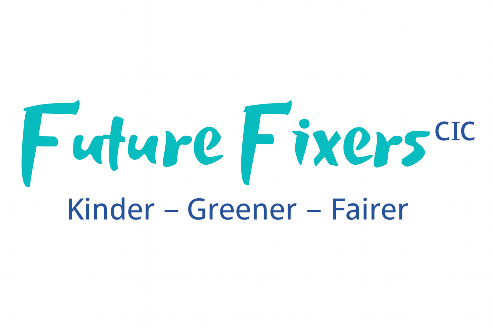 Future Fixers CIC
Kinder – Greener – Fairer